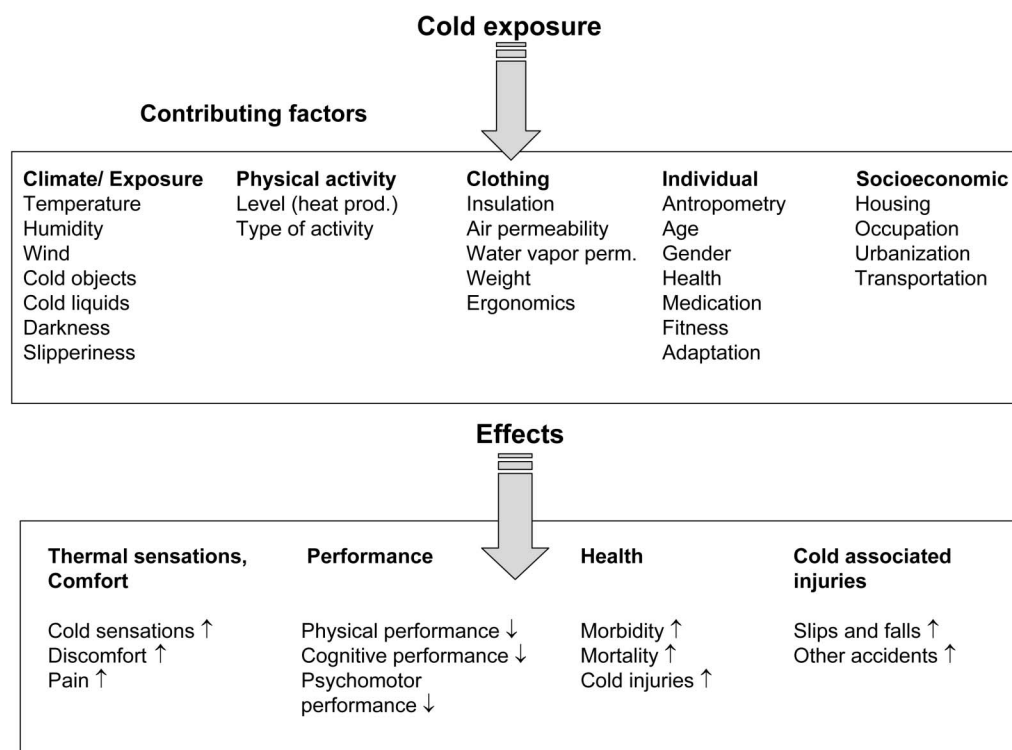 Cold exposure
Contributing factors
Climate/ Exposure
Temperature
Humidity
Wind
Cold objects
Cold liquids
Darkness
Slipperiness
Physical activity
Level (heat prod.)
Type of activity
Clothing
Insulation
Air permeability
Water vapor perm.
Weight
Ergonomics
Individual
Antropometry
Age
Gender
Health
Medication
Fitness
Adaptation
Socioeconomic
Housing
Occupation
Urbanization
Transportation
Effects
Thermal sensations,
Comfort
Cold sensations ↑
Discomfort ↑
Pain ↑
Performance
Physical performance ↓
Cognitive performance ↓
Psychomotor
performance ↓
Health
Morbidity ↑
Mortality ↑
Cold injuries ↑
Cold associated
injuries
Slips and falls ↑
Other accidents ↑